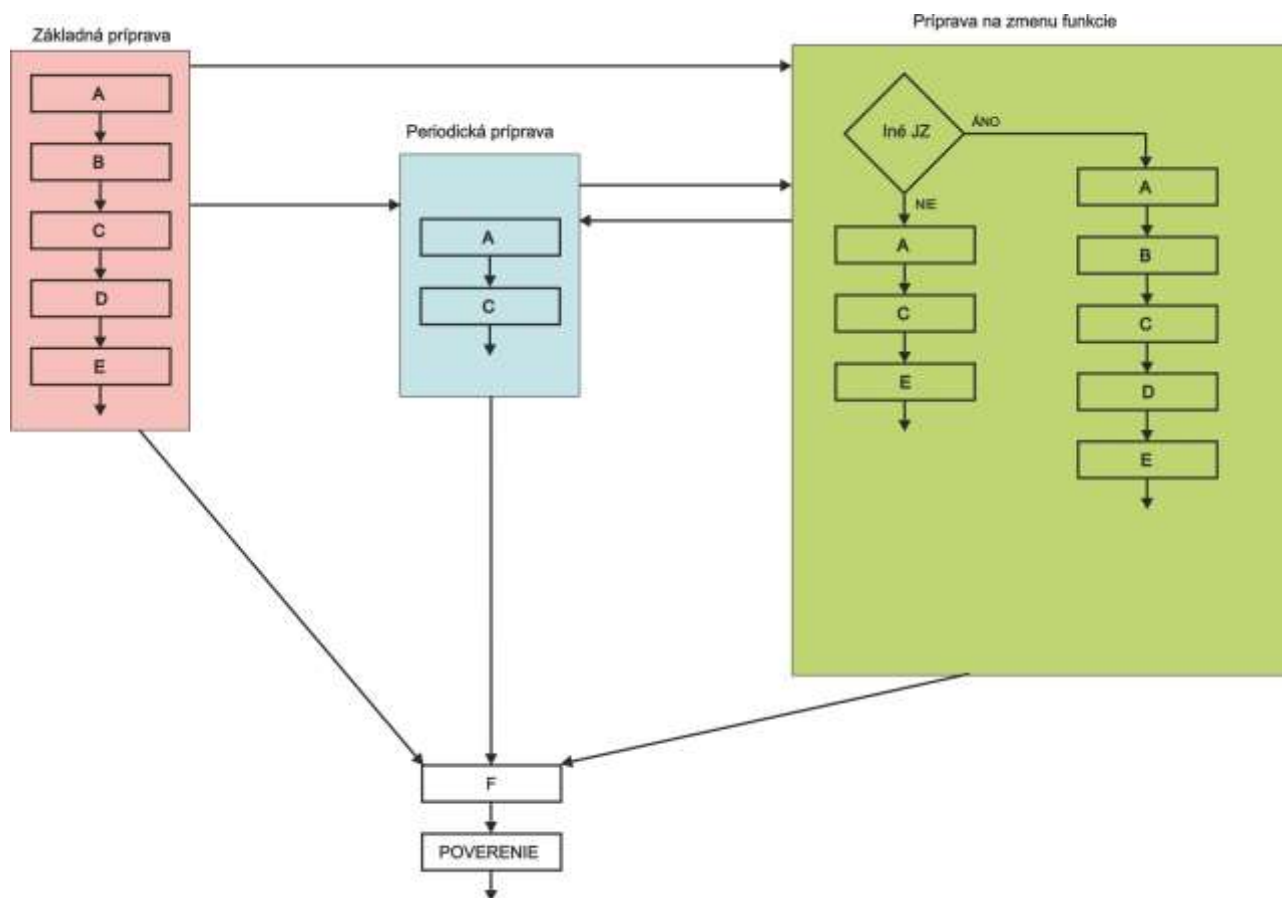 Základná príprava
A
B
C
D
E
Periodická príprava
A
C
Príprava na zmenu funkcie
Iné JZ
ÁNO
NIE
A
C
E
A
B
C
D
E
F
POVERENIE